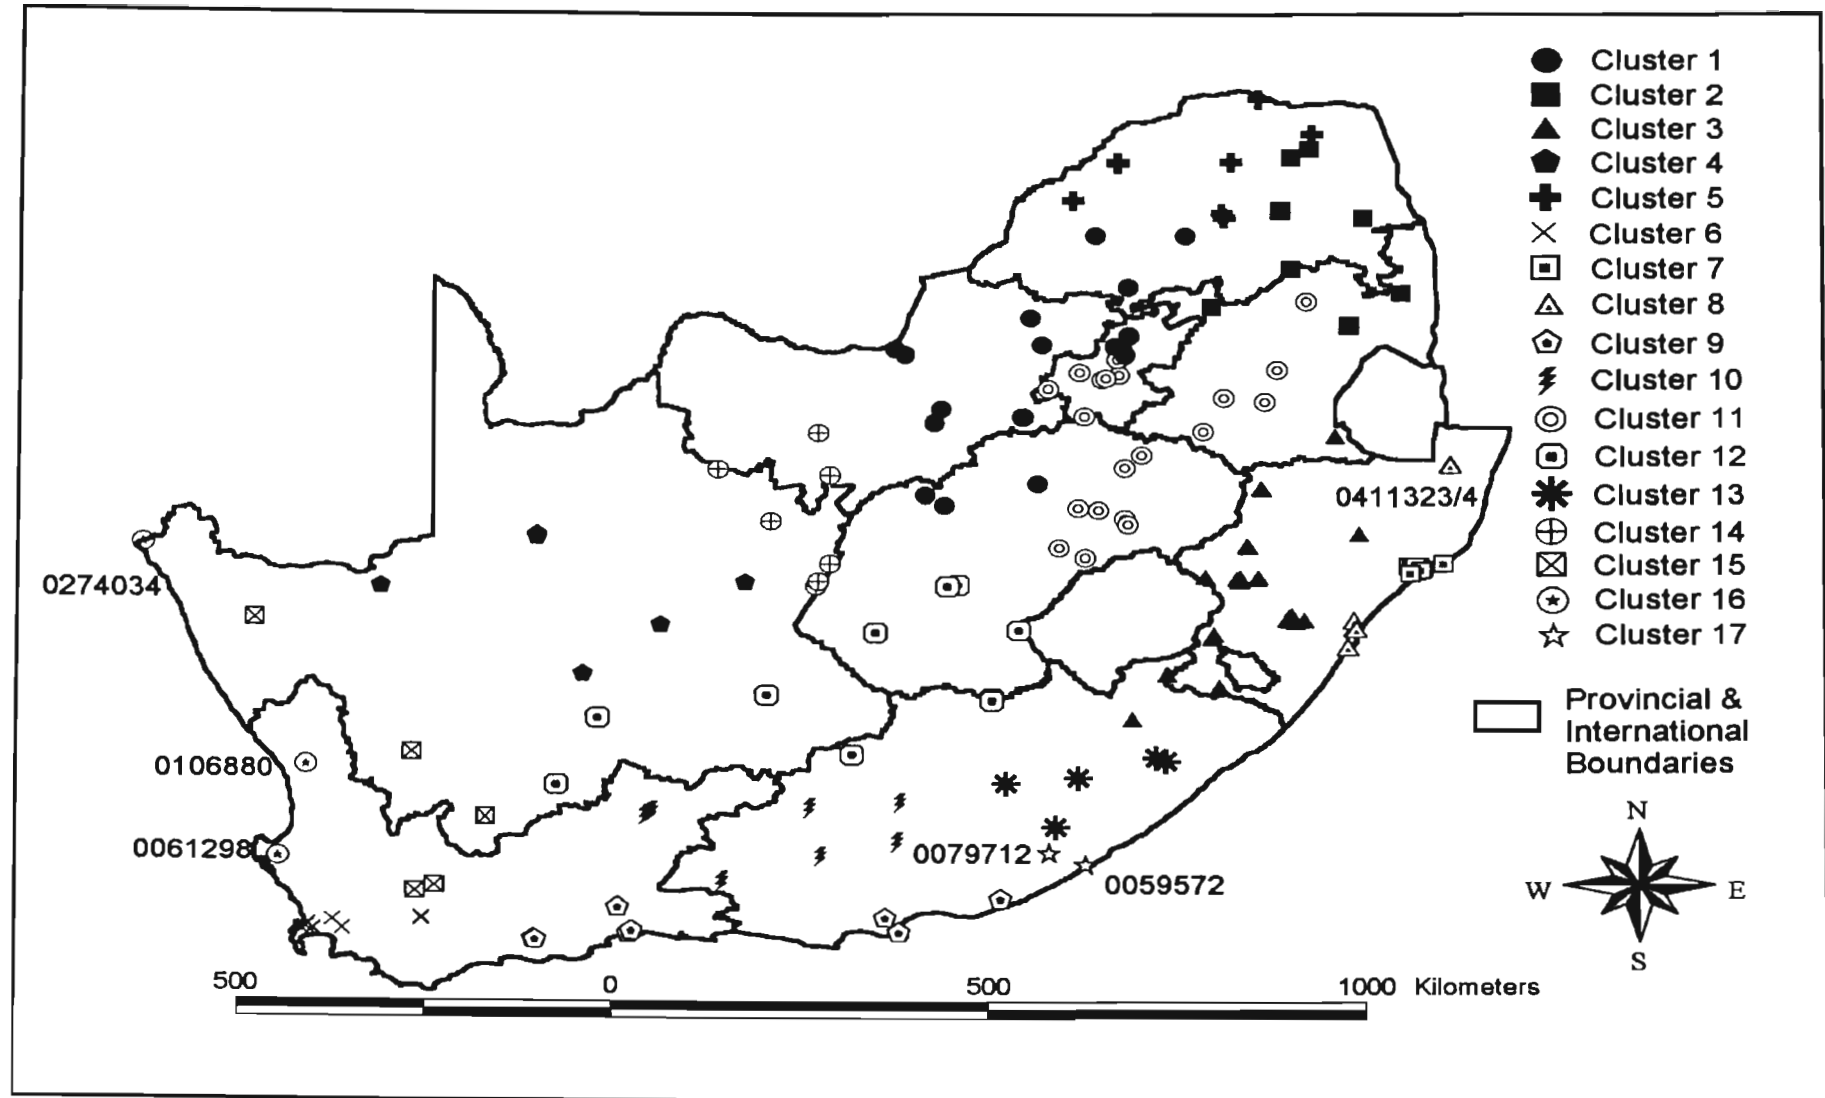 Cluster 1
Cluster 2
Cluster 3
Cluster 4
Cluster 5
Cluster 6
Cluster 7
Cluster 8
Cluster 9
Cluster 10
Cluster 11
Cluster 12
Cluster 13
Cluster 14
Cluster 15
Cluster 16
Cluster 17
Provincial &
International
Boundaries
0411323/4
0274034
0106880
0061298
0079712
0059572
N
W E
S
500 0 500 1000 Kilometers